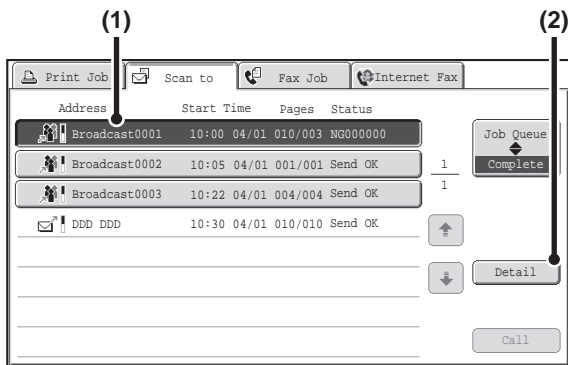 (1) (2)
Print Job Scan to Fax Job Internet Fax
Address Start Time Pages Status
Broadcast0001 10:00 04/01 010/003 NG000000
Broadcast0002 10:05 04/01 001/001 Send OK
Broadcast0003 10:22 04/01 004/004 Send OK
DDD DDD 10:30 04/01 010/010 Send OK
1
1
Job Queue
Complete
Detail
Call